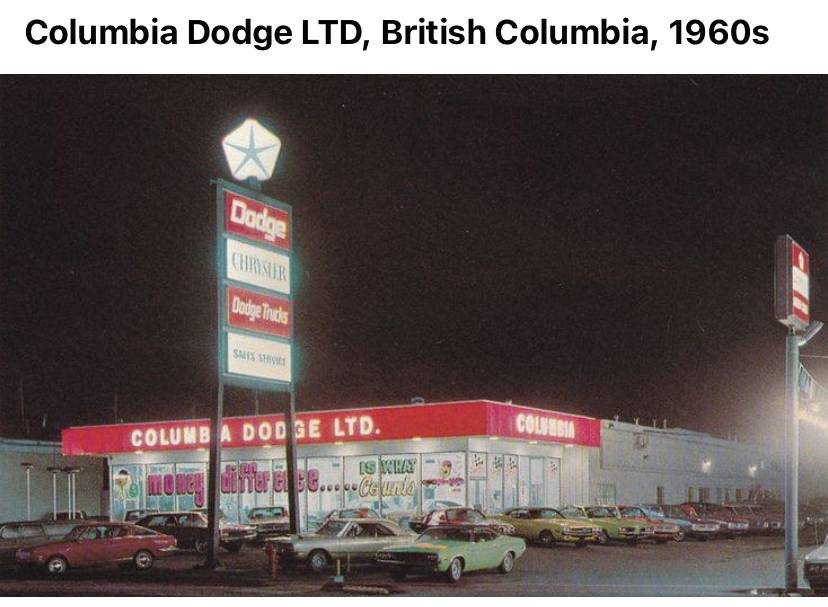 Columbia Dodge LTD, British Columbia, 1960s
Dodge
CHRYSLER
Dodge Trucks
SALES SERVICE
COLUMBIA DODGE LTD.
COLUMBIA
money difference..... IS WHAT
Counts